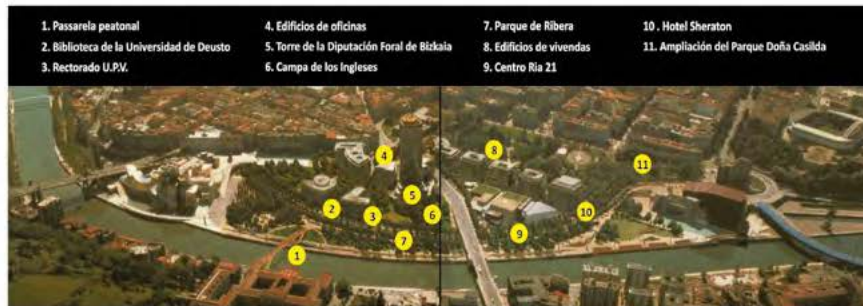 1. Passarela peatonal
2. Biblioteca de la Universidad de Deusto
3. Rectorado U.P.V.
4. Edificios de oficinas
5. Torre de la Diputación Foral de Bizkaia
6. Campa de los Ingleses
7. Parque de Ribera
8. Edificios de vivendas
9. Centro Ria 21
10 . Hotel Sheraton
11. Ampliación del Parque Doña Casilda
8
4
11
5
2
3
6
10
7
9
1